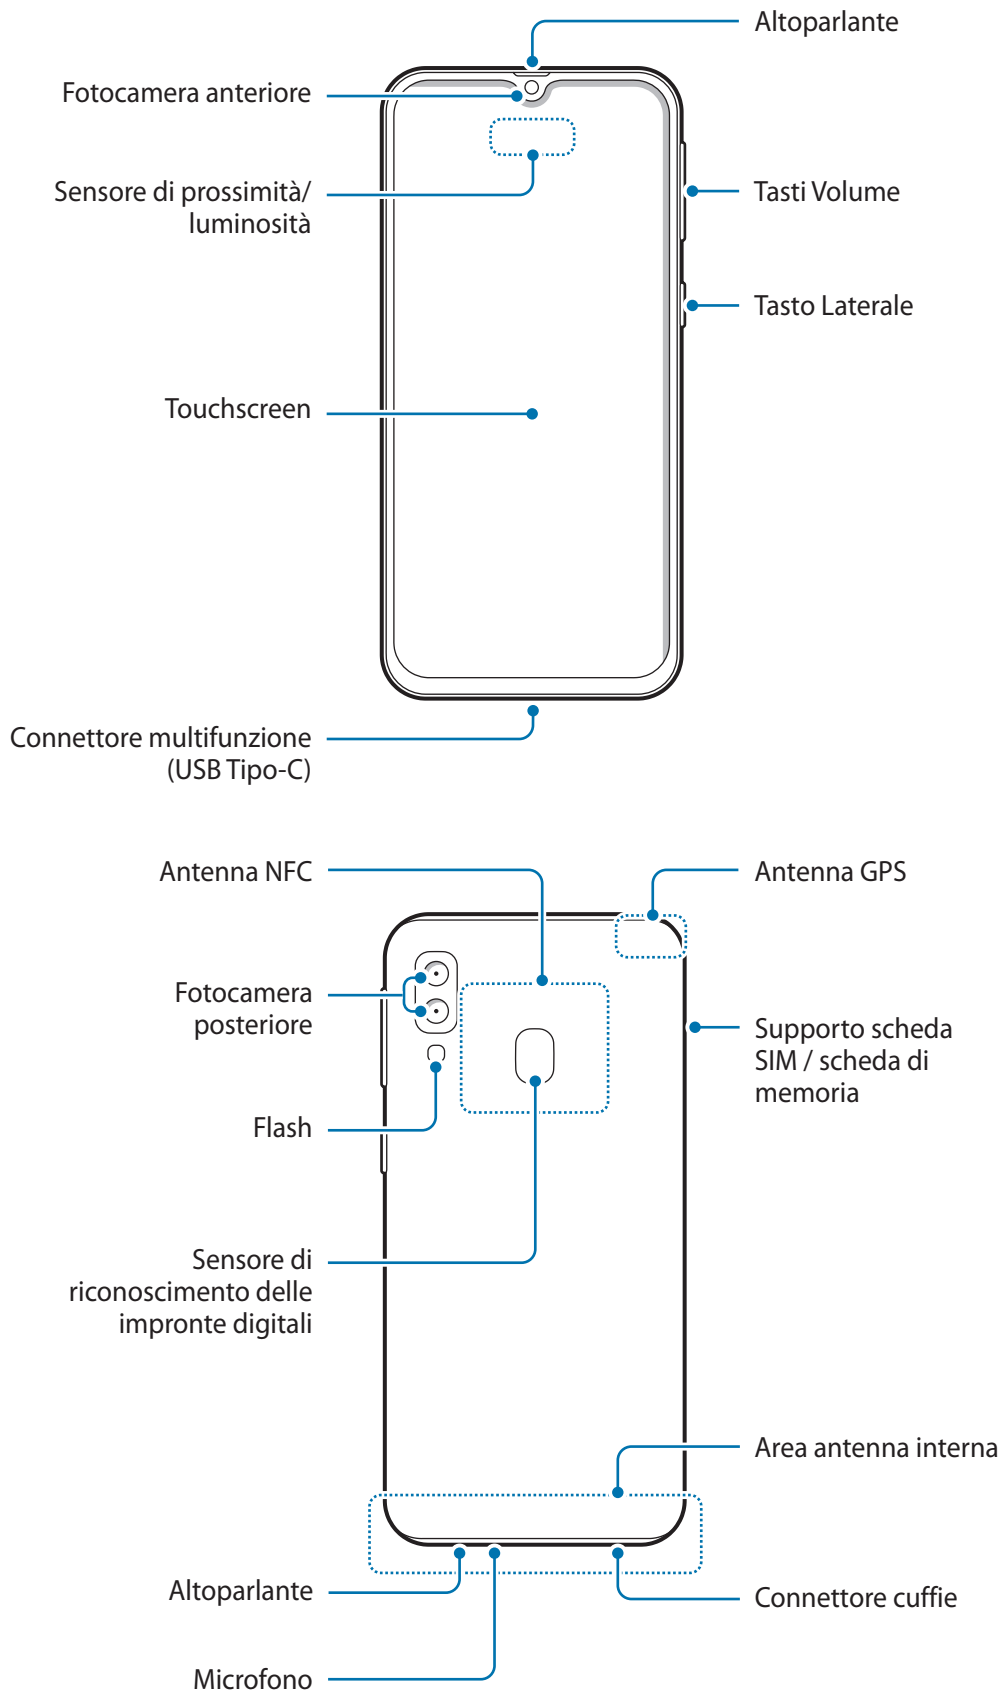 Altoparlante
Fotocamera anteriore
Sensore di prossimità/
luminosità
Tasti Volume
Tasto Laterale
Touchscreen
Connettore multifunzione
(USB Tipo-C)
Antenna NFC
Antenna GPS
Fotocamera
posteriore
Supporto scheda
SIM / scheda di
memoria
Flash
Sensore di
riconoscimento delle
impronte digitali
Area antenna interna
Altoparlante
Connettore cuffie
Microfono